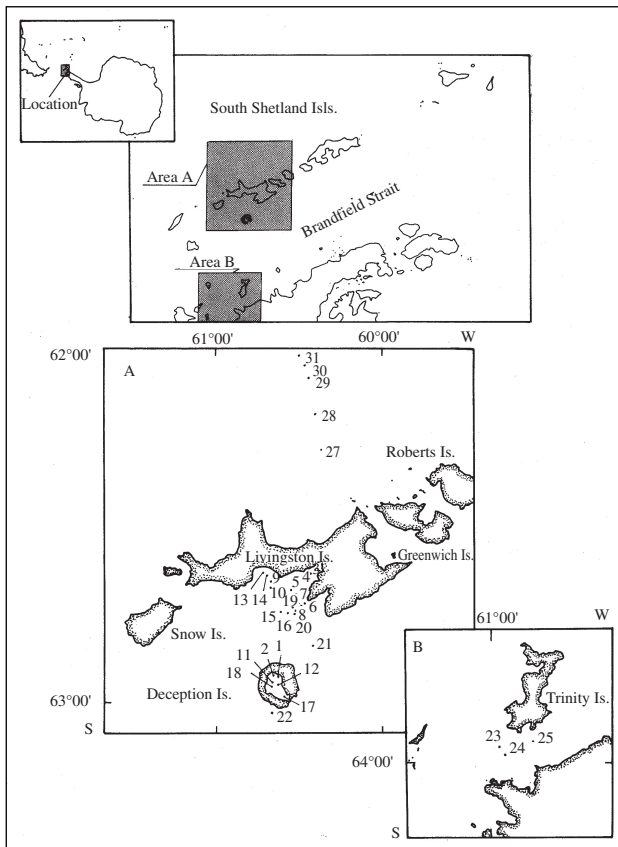 Location
South Shetland Isls.
Area A
Brandfield Strait
Area B
61°00' 60°00' W
62°00'
A
31
30
29
28
27
Roberts Is.
Livingston Is.
Greenwich Is.
9 5 4
10 7
13 14 19 6
15 16 8
20
Snow Is.
21
11 2 1
18 12
Deception Is.
17
63°00'
22
S
61°00' W
B
Trinity Is.
23 25
24
64°00'
S